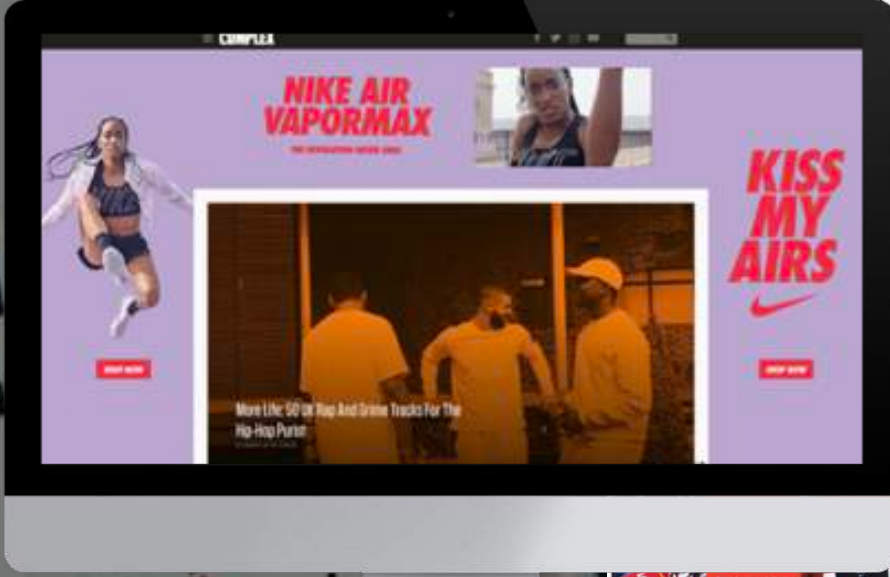 COMPLEX
NIKE AIR
VAPORMAX
KISS
MY
AIRS
SHOP NOW
SHOP NOW
More Life: 50 UK Rap And Grime Tracks For The
Hip-Hop Purist